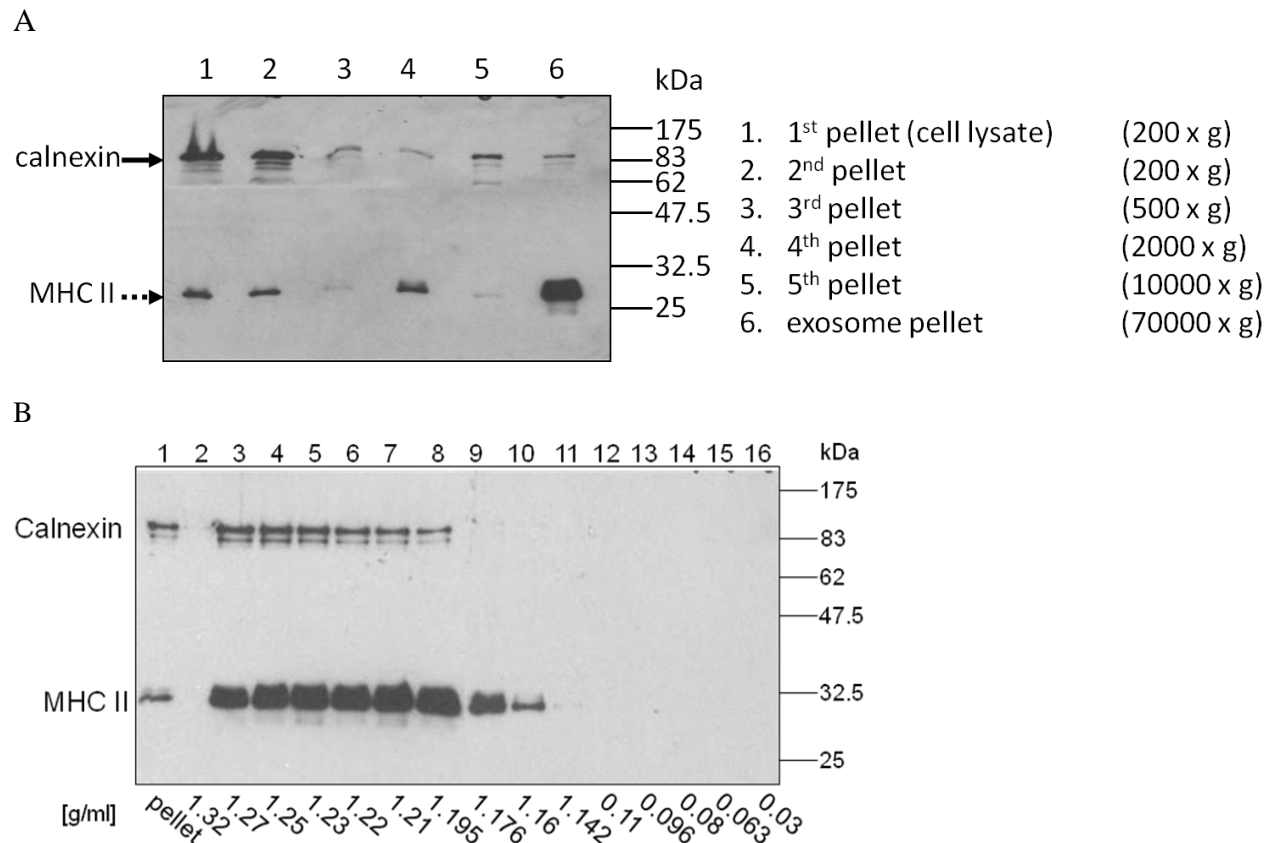 A
1 2 3 4 5 6 kDa
calnexin
MHC II
175
83
62
47.5
32.5
25
1. 1st pellet (cell lysate) (200 x g)
2. 2nd pellet (200 x g)
3. 3rd pellet (500 x g)
4. 4th pellet (2000 x g)
5. 5th pellet (10000 x g)
6. exosome pellet (70000 x g)
B
1 2 3 4 5 6 7 8 9 10 11 12 13 14 15 16 kDa
Calnexin
MHC II
175
83
62
47.5
32.5
25
[g/ml] pellet 1.32 1.27 1.25 1.23 1.22 1.21 1.195 1.176 1.16 1.142 0.11 0.096 0.08 0.063 0.03